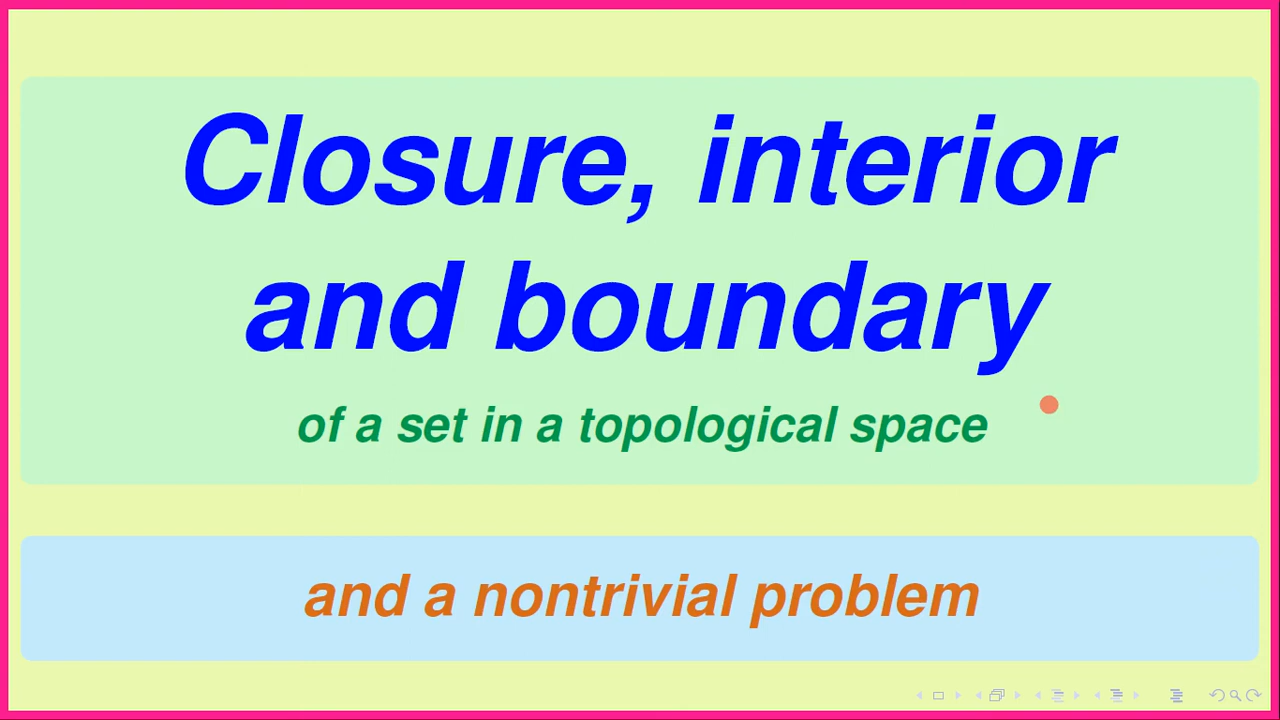 Closure, interior
and boundary
of a set in a topological space
and a nontrivial problem